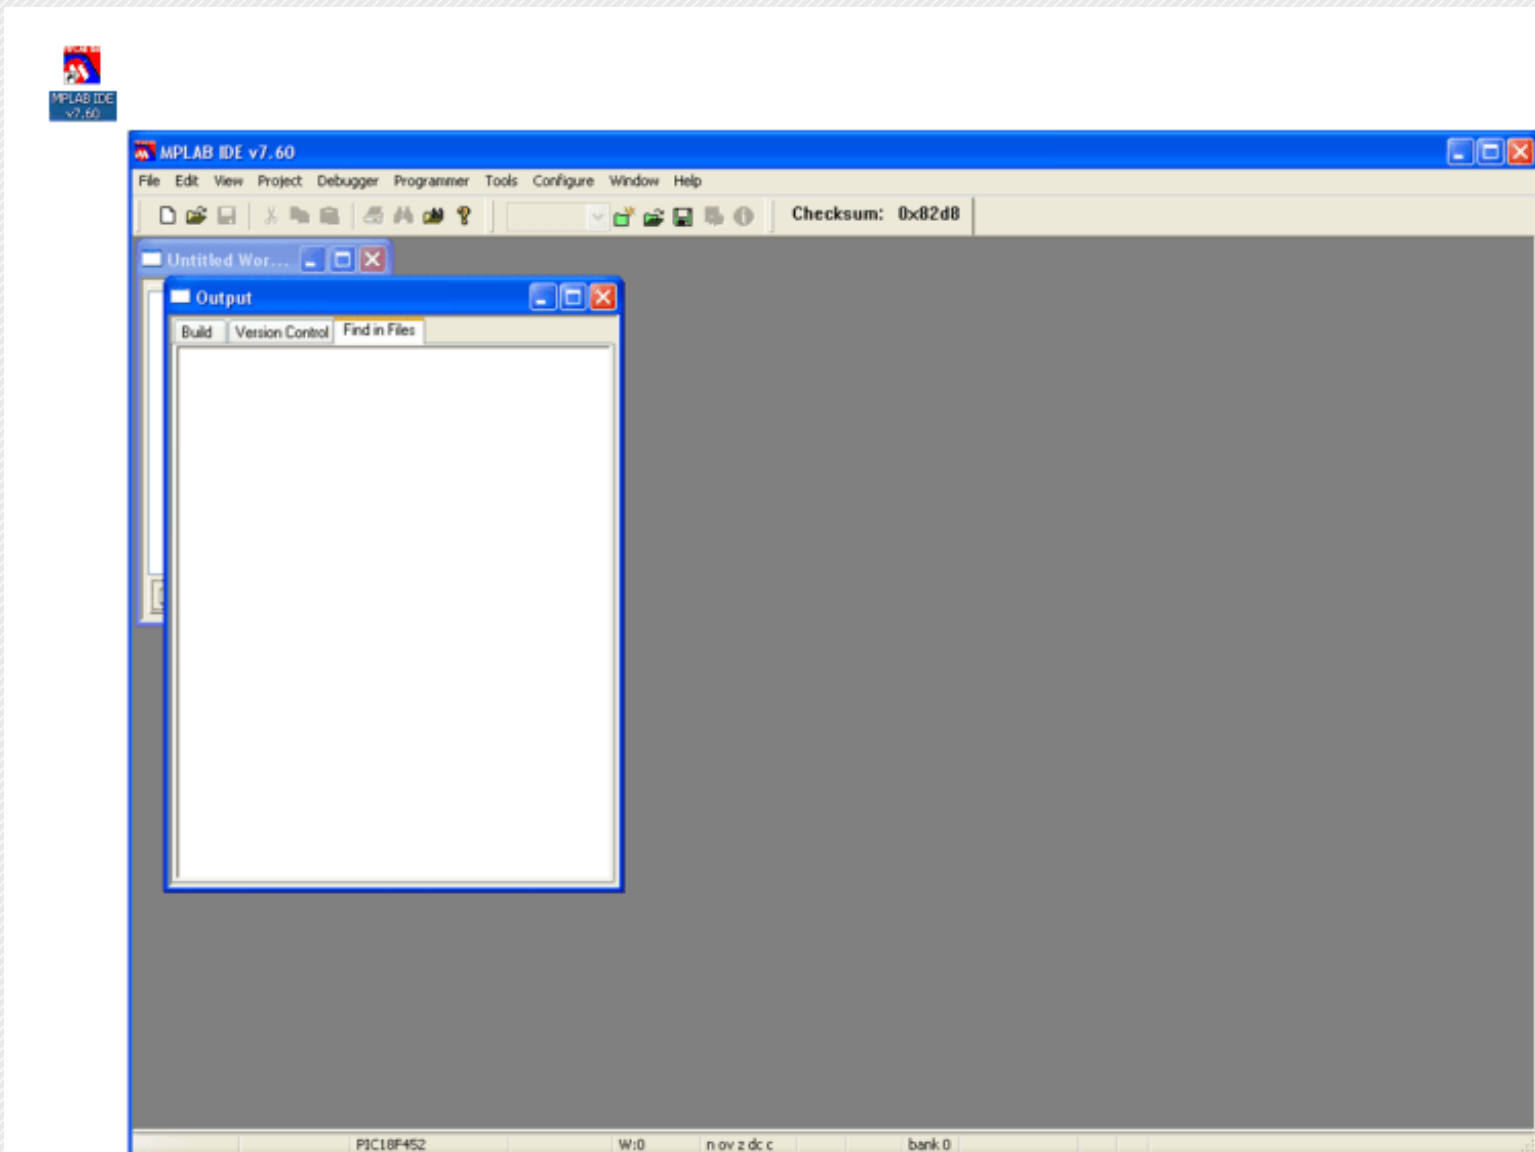 MPLAB IDE
v7.60
MPLAB IDE v7.60
File Edit View Project Debugger Programmer Tools Configure Window Help
Checksum: 0x82d8
Untitled Wor...
Output
Build Version Control Find in Files
PIC18F452 W:0 n ov z dc c bank 0